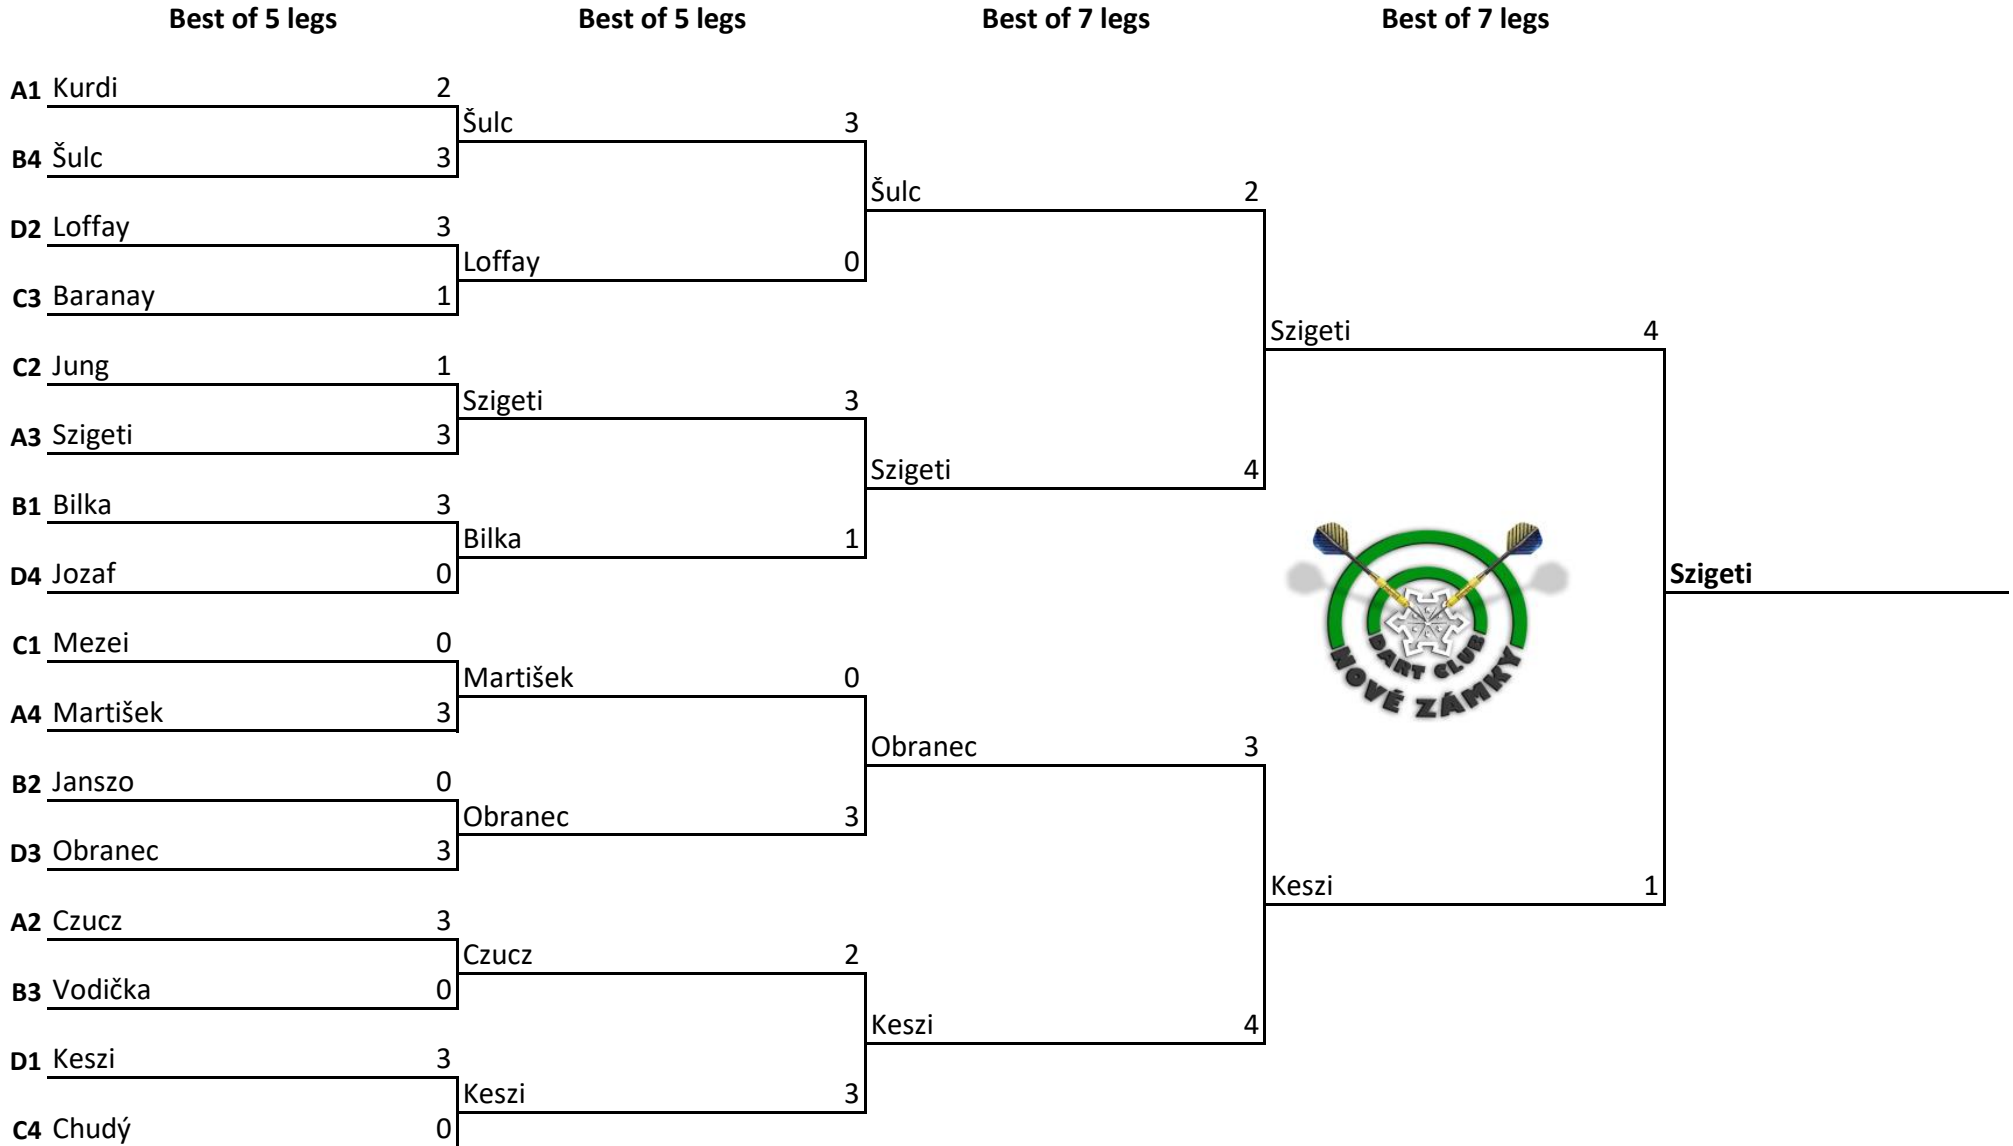 Best of 5 legs Best of 5 legs Best of 7 legs Best of 7 legs
A1 Kurdi 2
Šulc 3
B4 Šulc 3
Šulc 2
D2 Loffay 3
Loffay 0
C3 Baranay 1
Szigeti 4
C2 Jung 1
Szigeti 3
A3 Szigeti 3
Szigeti 4
B1 Bilka 3
Bilka 1
D4 Jozaf 0
Szigeti
DART CLUB
NOVÉ ZÁMKY
C1 Mezei 0
Martišek 0
A4 Martišek 3
Obranec 3
B2 Janszo 0
Obranec 3
D3 Obranec 3
Keszi 1
A2 Czucz 3
Czucz 2
B3 Vodička 0
Keszi 4
D1 Keszi 3
Keszi 3
C4 Chudý 0